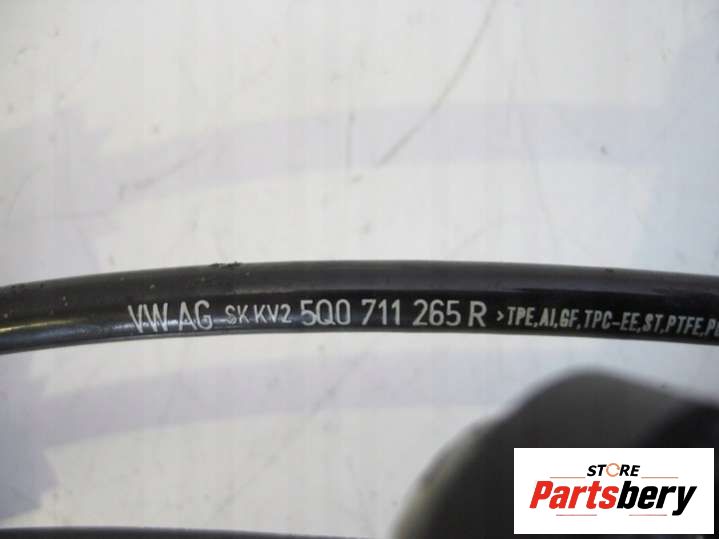 VW AG SK KV2 5Q0 711 265 R >TPE,AI,GF,TPC-EE,ST,PTFE,
STORE
Partsbery